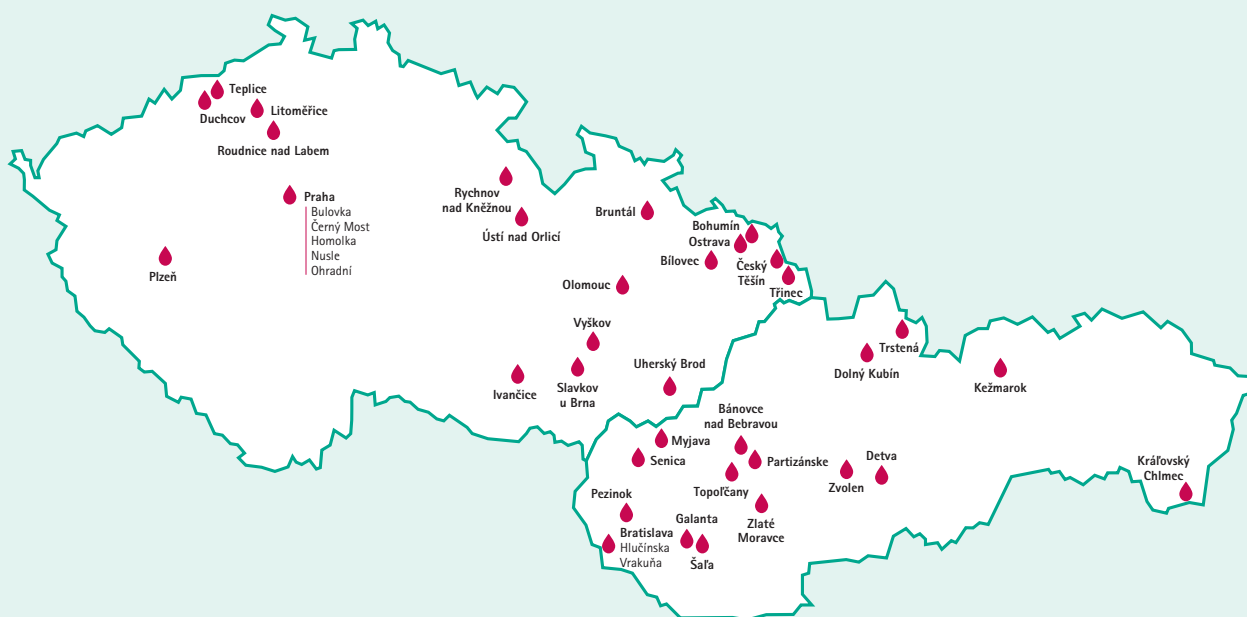 Teplice
Duchcov
Litoměřice
Roudnice nad Labem
Praha
Bulovka
Černý Most
Homolka
Nusle
Ohradní
Plzeň
Rychnov
nad Kněžnou
Ústí nad Orlicí
Bruntál
Bohumín
Ostrava
Bílovec
Český
Těšín
Třinec
Olomouc
Vyškov
Slavkov
u Brna
Ivančice
Uherský Brod
Trstená
Dolný Kubín
Kežmarok
Bánovce
nad Bebravou
Myjava
Senica
Partizánske
Topoľčany
Detva
Zvolen
Kráľovský
Chlmec
Pezinok
Bratislava
Hlučínska
Vrakuňa
Galanta
Šaľa
Zlaté
Moravce